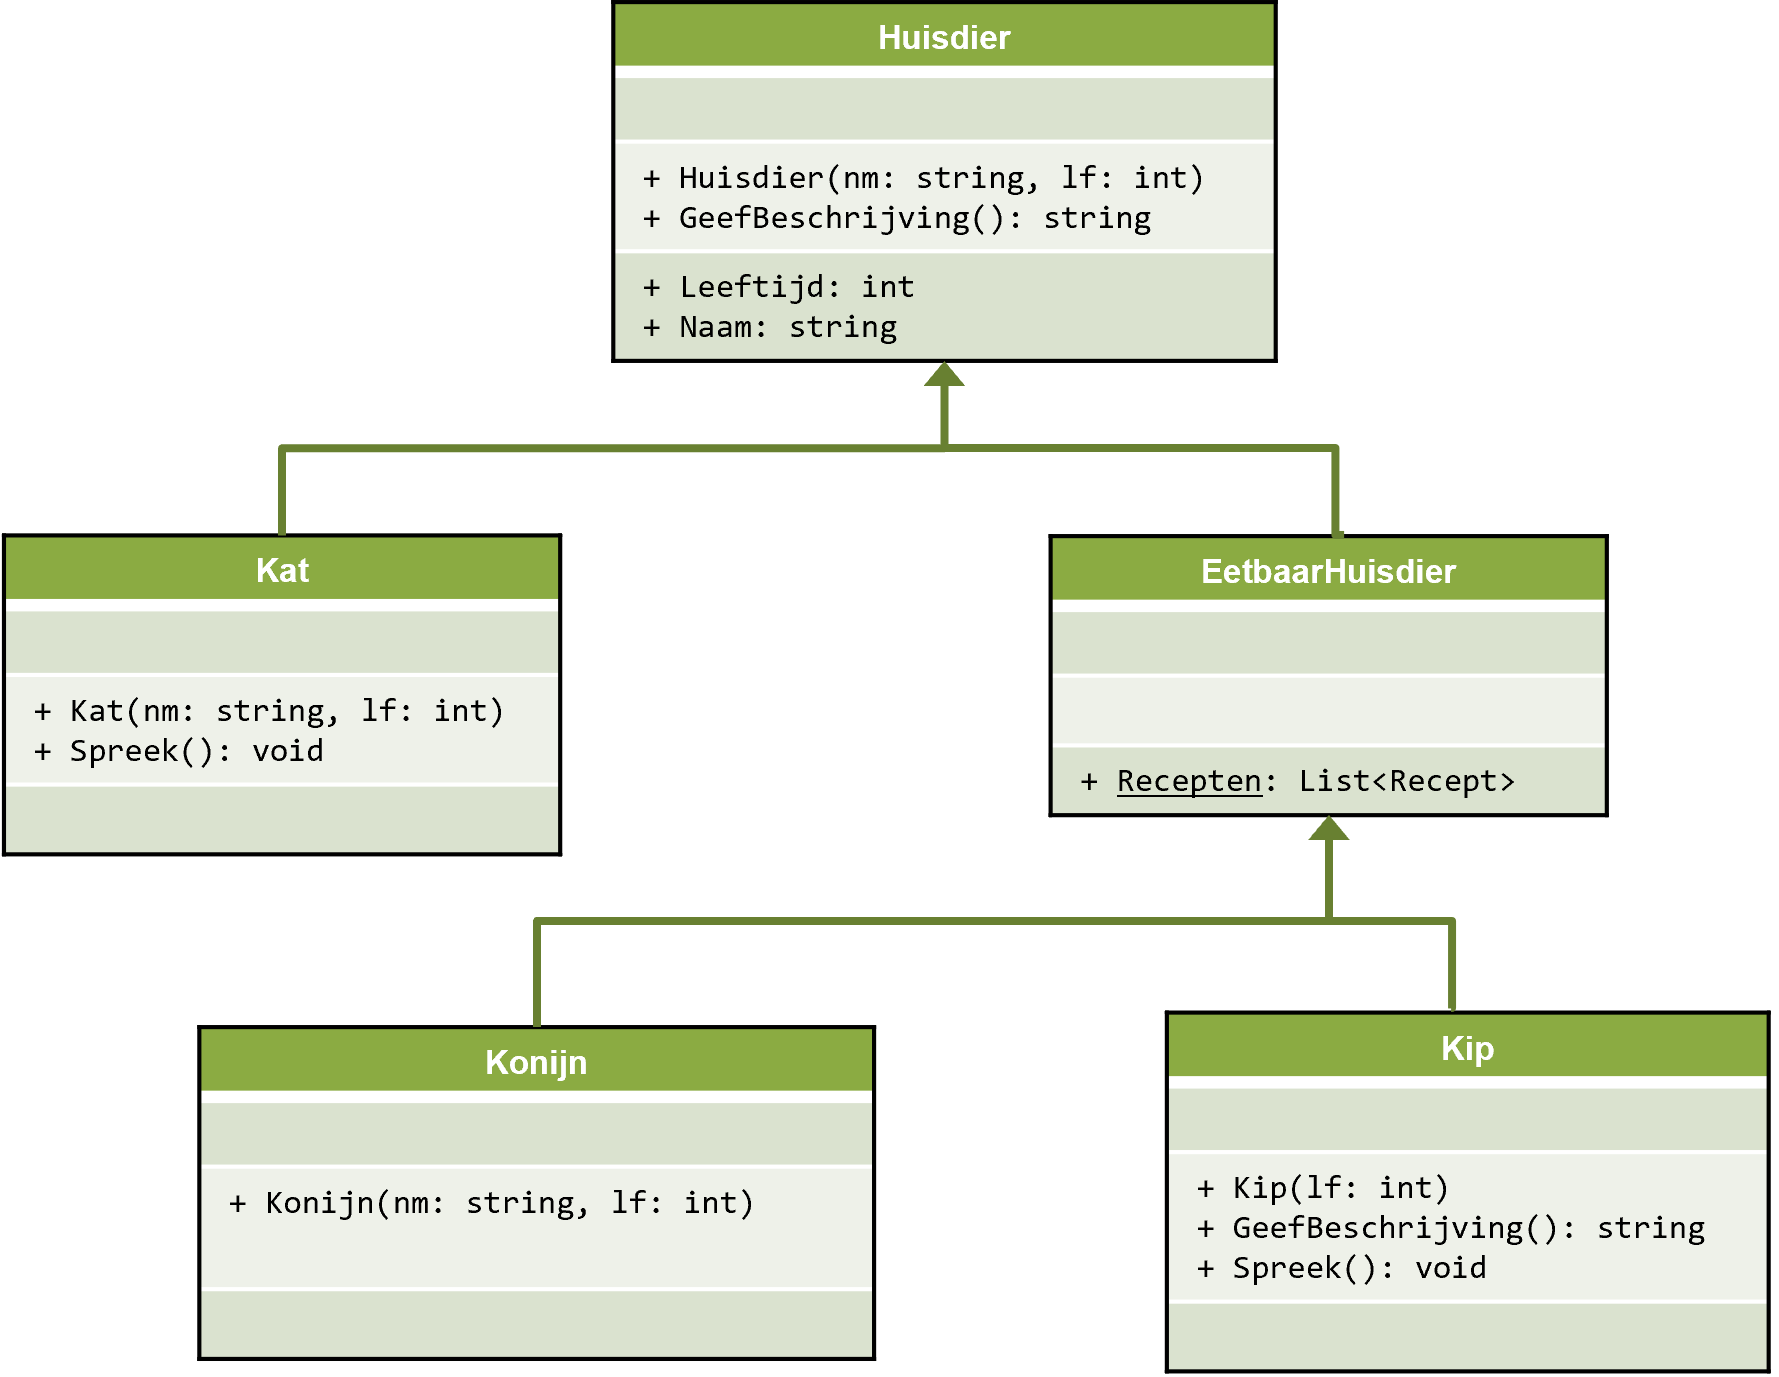 Huisdier
+ Huisdier(nm: string, lf: int)
+ GeefBeschrijving(): string
+ Leeftijd: int
+ Naam: string
Kat
+ Kat(nm: string, lf: int)
+ Spreek(): void
EetbaarHuisdier
+ Recepten: List<Recept>
Konijn
+ Konijn(nm: string, lf: int)
Kip
+ Kip(lf: int)
+ GeefBeschrijving(): string
+ Spreek(): void